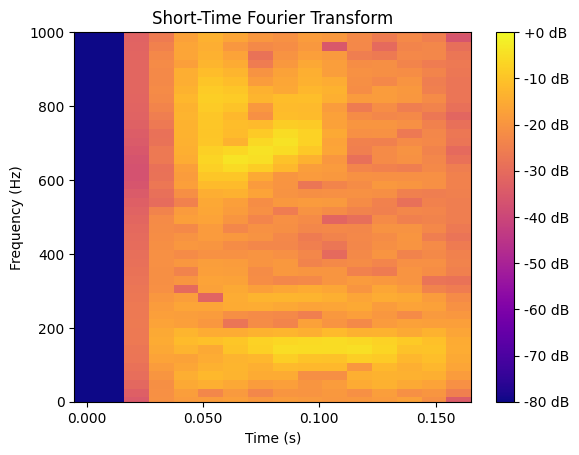 Short-Time Fourier Transform
Frequency (Hz)
1000
800
600
400
200
0
0.000
0.050
0.100
0.150
Time (s)
+0 dB
-10 dB
-20 dB
-30 dB
-40 dB
-50 dB
-60 dB
-70 dB
-80 dB